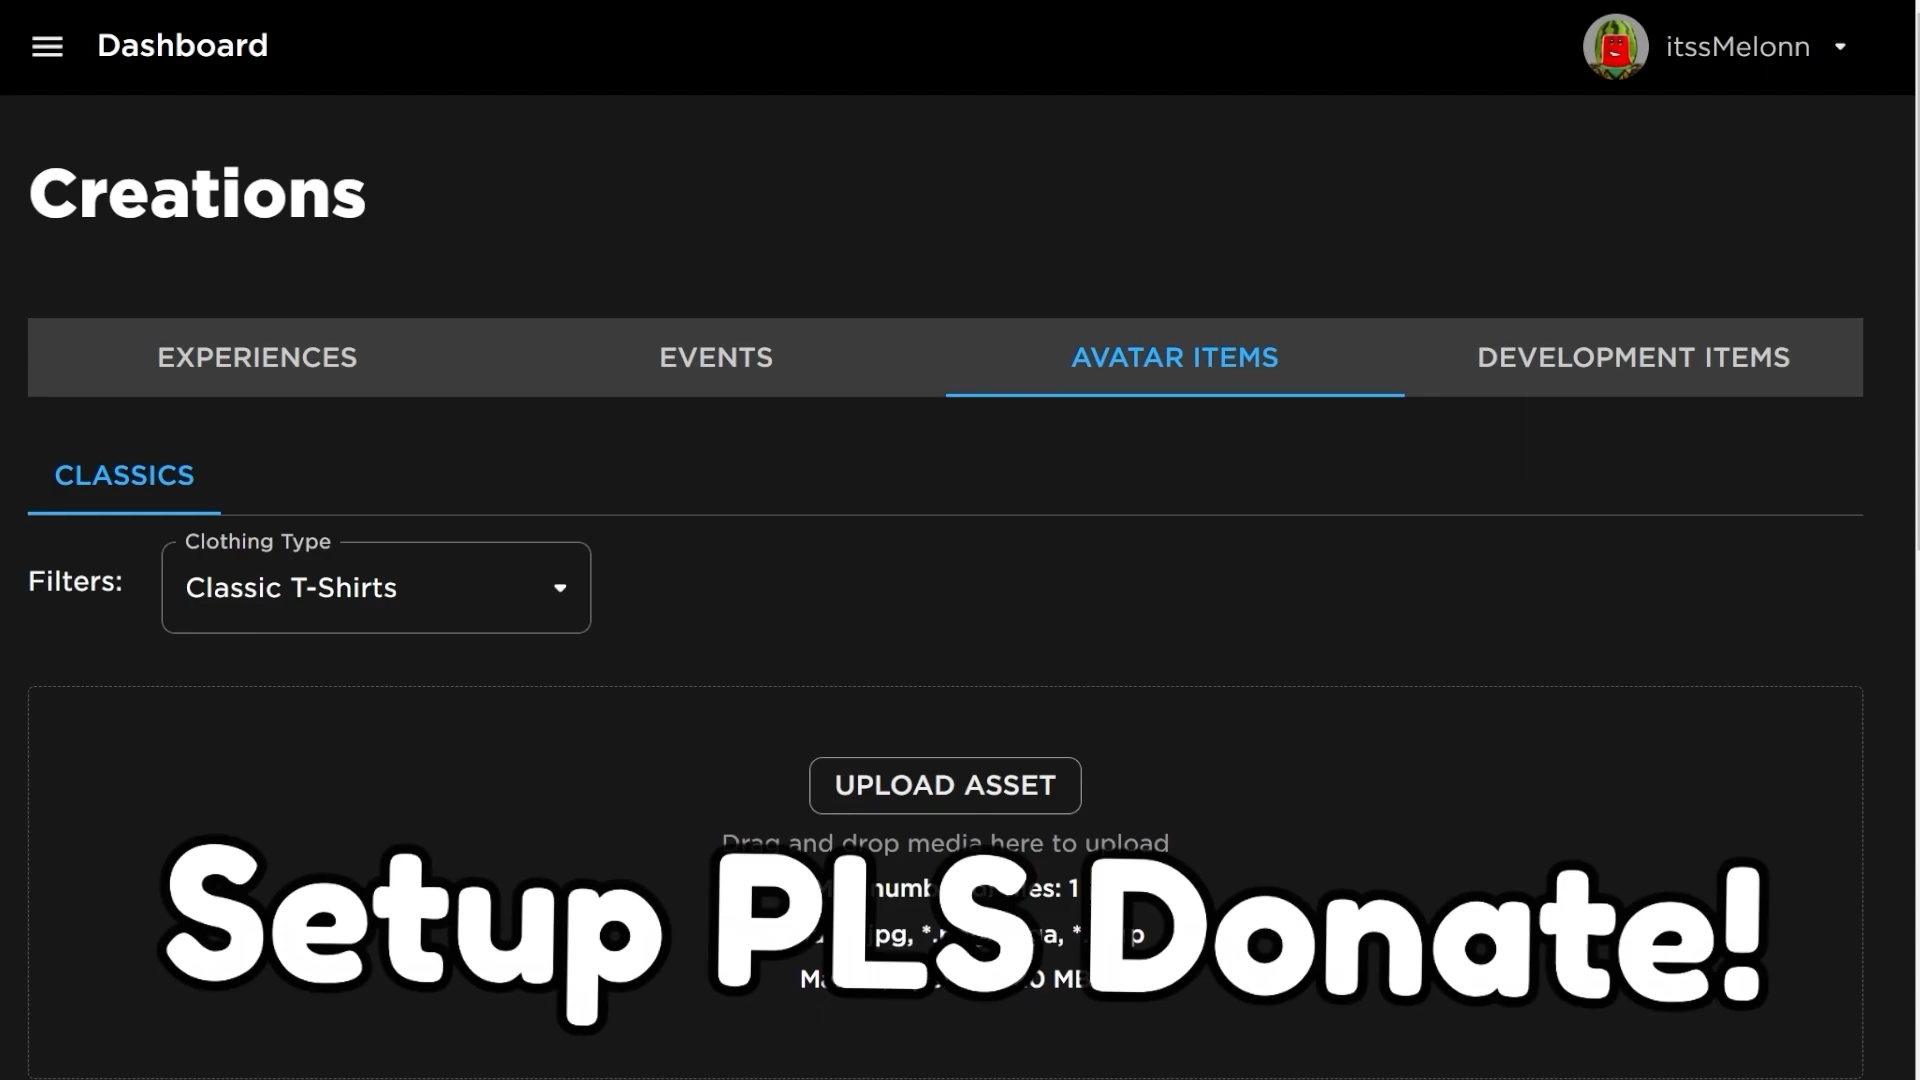 Dashboard
itssMelonn
Creations
EXPERIENCES
EVENTS
AVATAR ITEMS
DEVELOPMENT ITEMS
CLASSICS
Clothing Type
Filters:
Classic T-Shirts
UPLOAD ASSET
Drag and drop media here to upload
1
Setup PLS Donate!